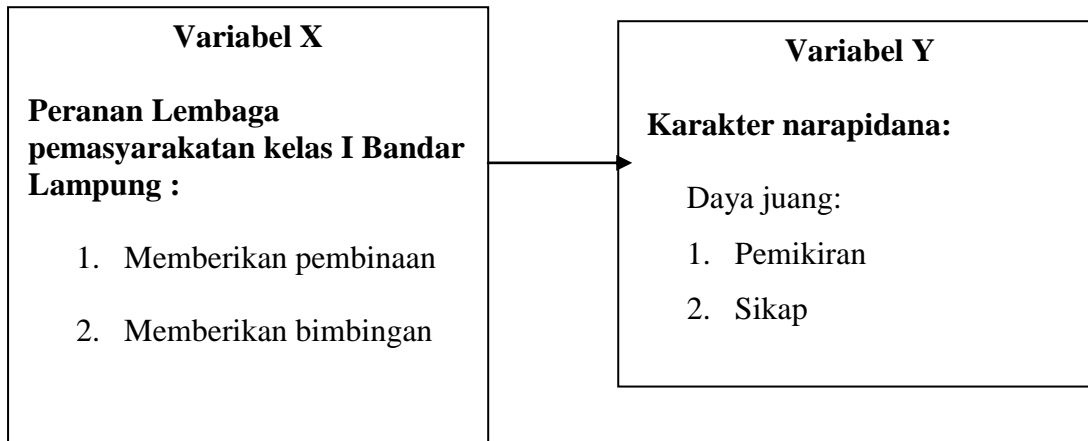 Variabel X
Peranan Lembaga
pemasyarakatan kelas I Bandar
Lampung :
1. Memberikan pembinaan
2. Memberikan bimbingan
Variabel Y
Karakter narapidana:
Daya juang:
1. Pemikiran
2. Sikap